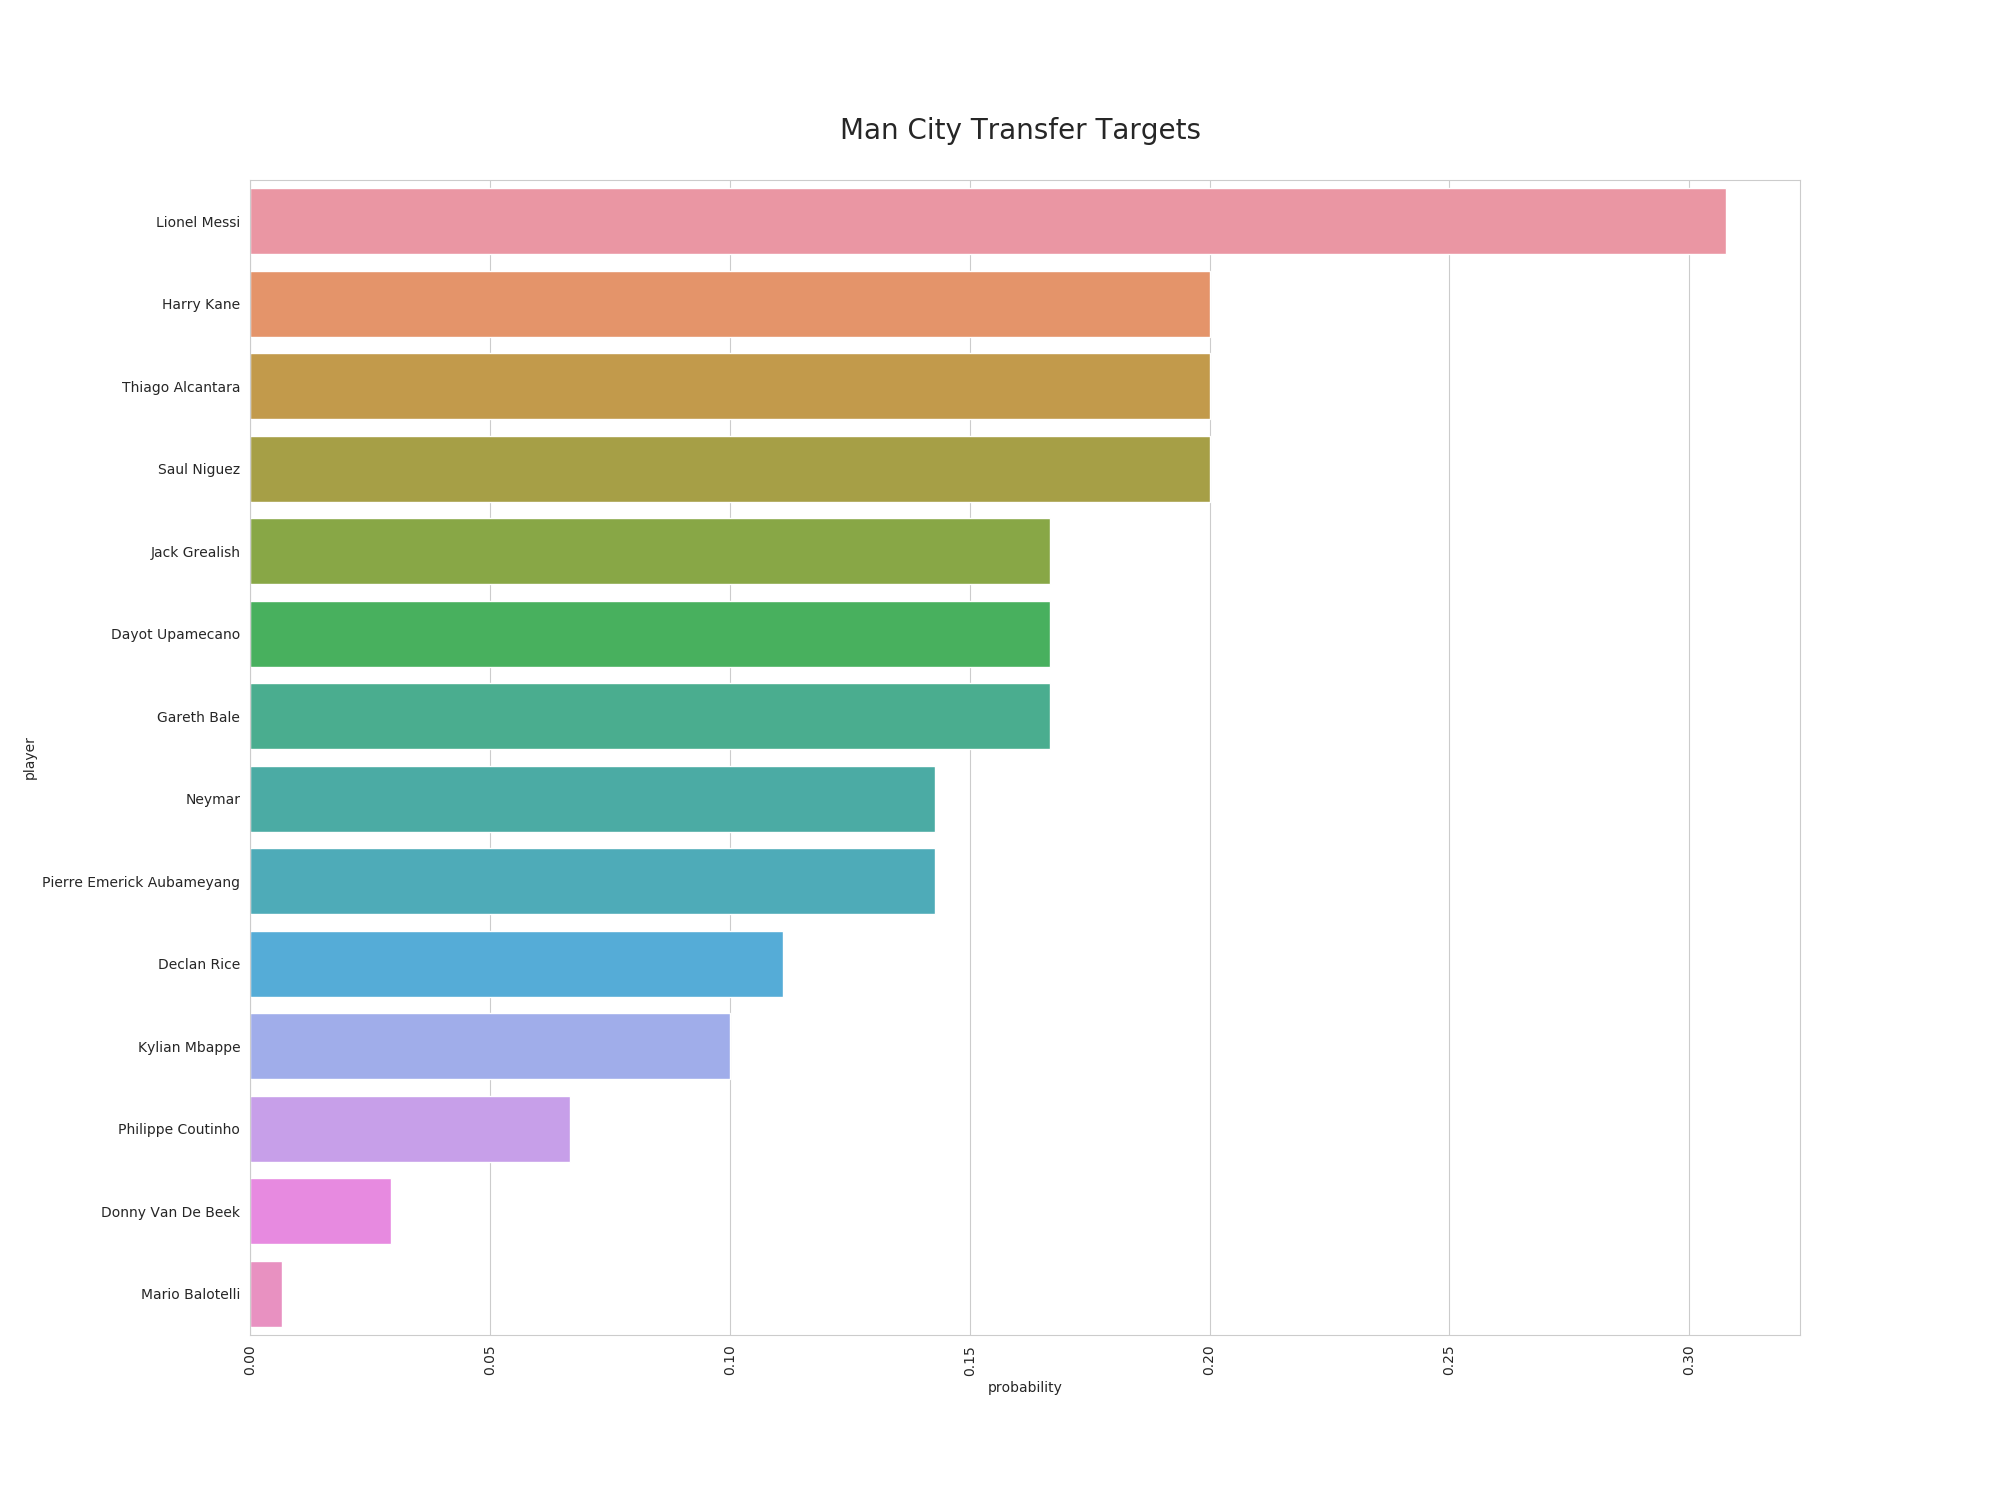 Man City Transfer Targets
Lionel Messi
Harry Kane
Thiago Alcantara
Saul Niguez
Jack Grealish
Dayot Upamecano
Gareth Bale
Neymar
Pierre Emerick Aubameyang
Declan Rice
Kylian Mbappe
Philippe Coutinho
Donny Van De Beek
Mario Balotelli
player
0.00
0.05
0.10
0.15
0.20
0.25
0.30
probability